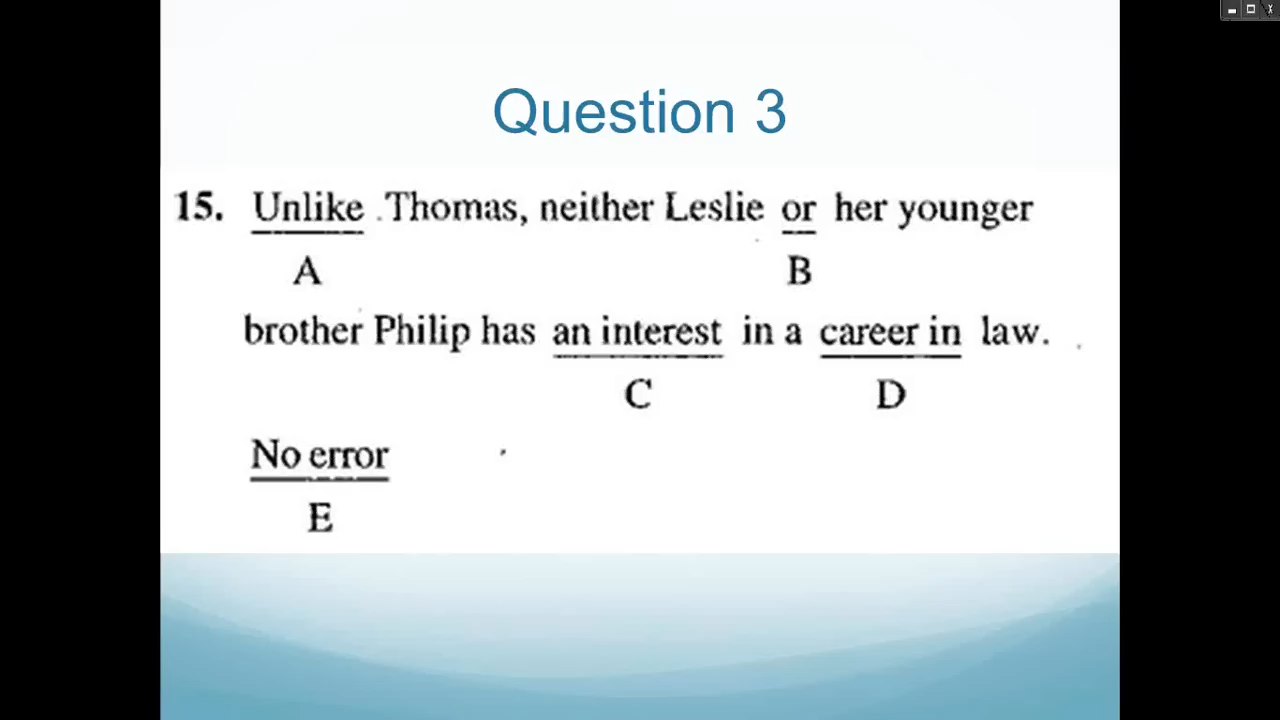 Question 3
15. Unlike Thomas, neither Leslie or her younger
A B
brother Philip has an interest in a career in law.
C D
No error
E